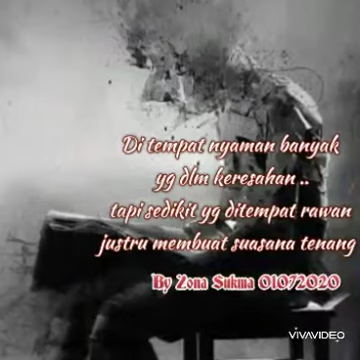 Di tempat nyaman banyak
yg dlm keresahan ..
tapi sedikit yg ditempat rawan
justru membuat suasana tenang
By Zona Sukma 01072020
VIVAVIDEO